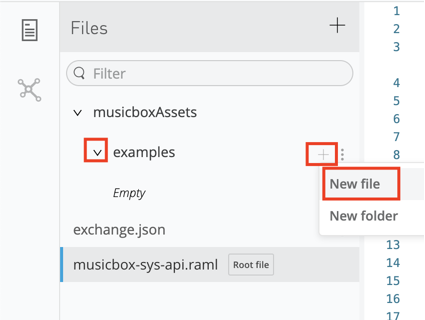 Files
Filter
musicboxAssets
examples
Empty
exchange.json
musicbox-sys-api.raml Root file
New file
New folder
1
2
3
4
5
6
7
8
13
14
15
16
17